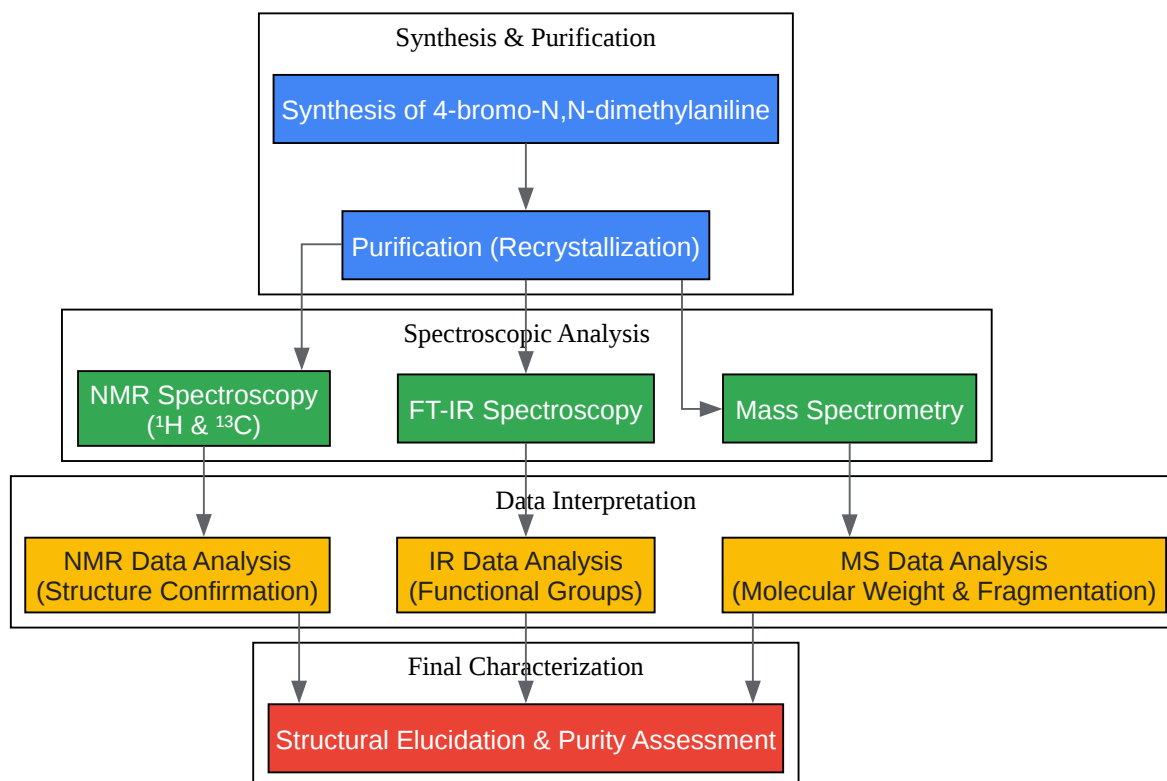 Synthesis & Purification
Synthesis of 4-bromo-N,N-dimethylaniline
Purification (Recrystallization)
Spectroscopic Analysis
NMR Spectroscopy
(¹H & ¹³C)
FT-IR Spectroscopy
Mass Spectrometry
Data Interpretation
NMR Data Analysis
(Structure Confirmation)
IR Data Analysis
(Functional Groups)
MS Data Analysis
(Molecular Weight & Fragmentation)
Final Characterization
Structural Elucidation & Purity Assessment